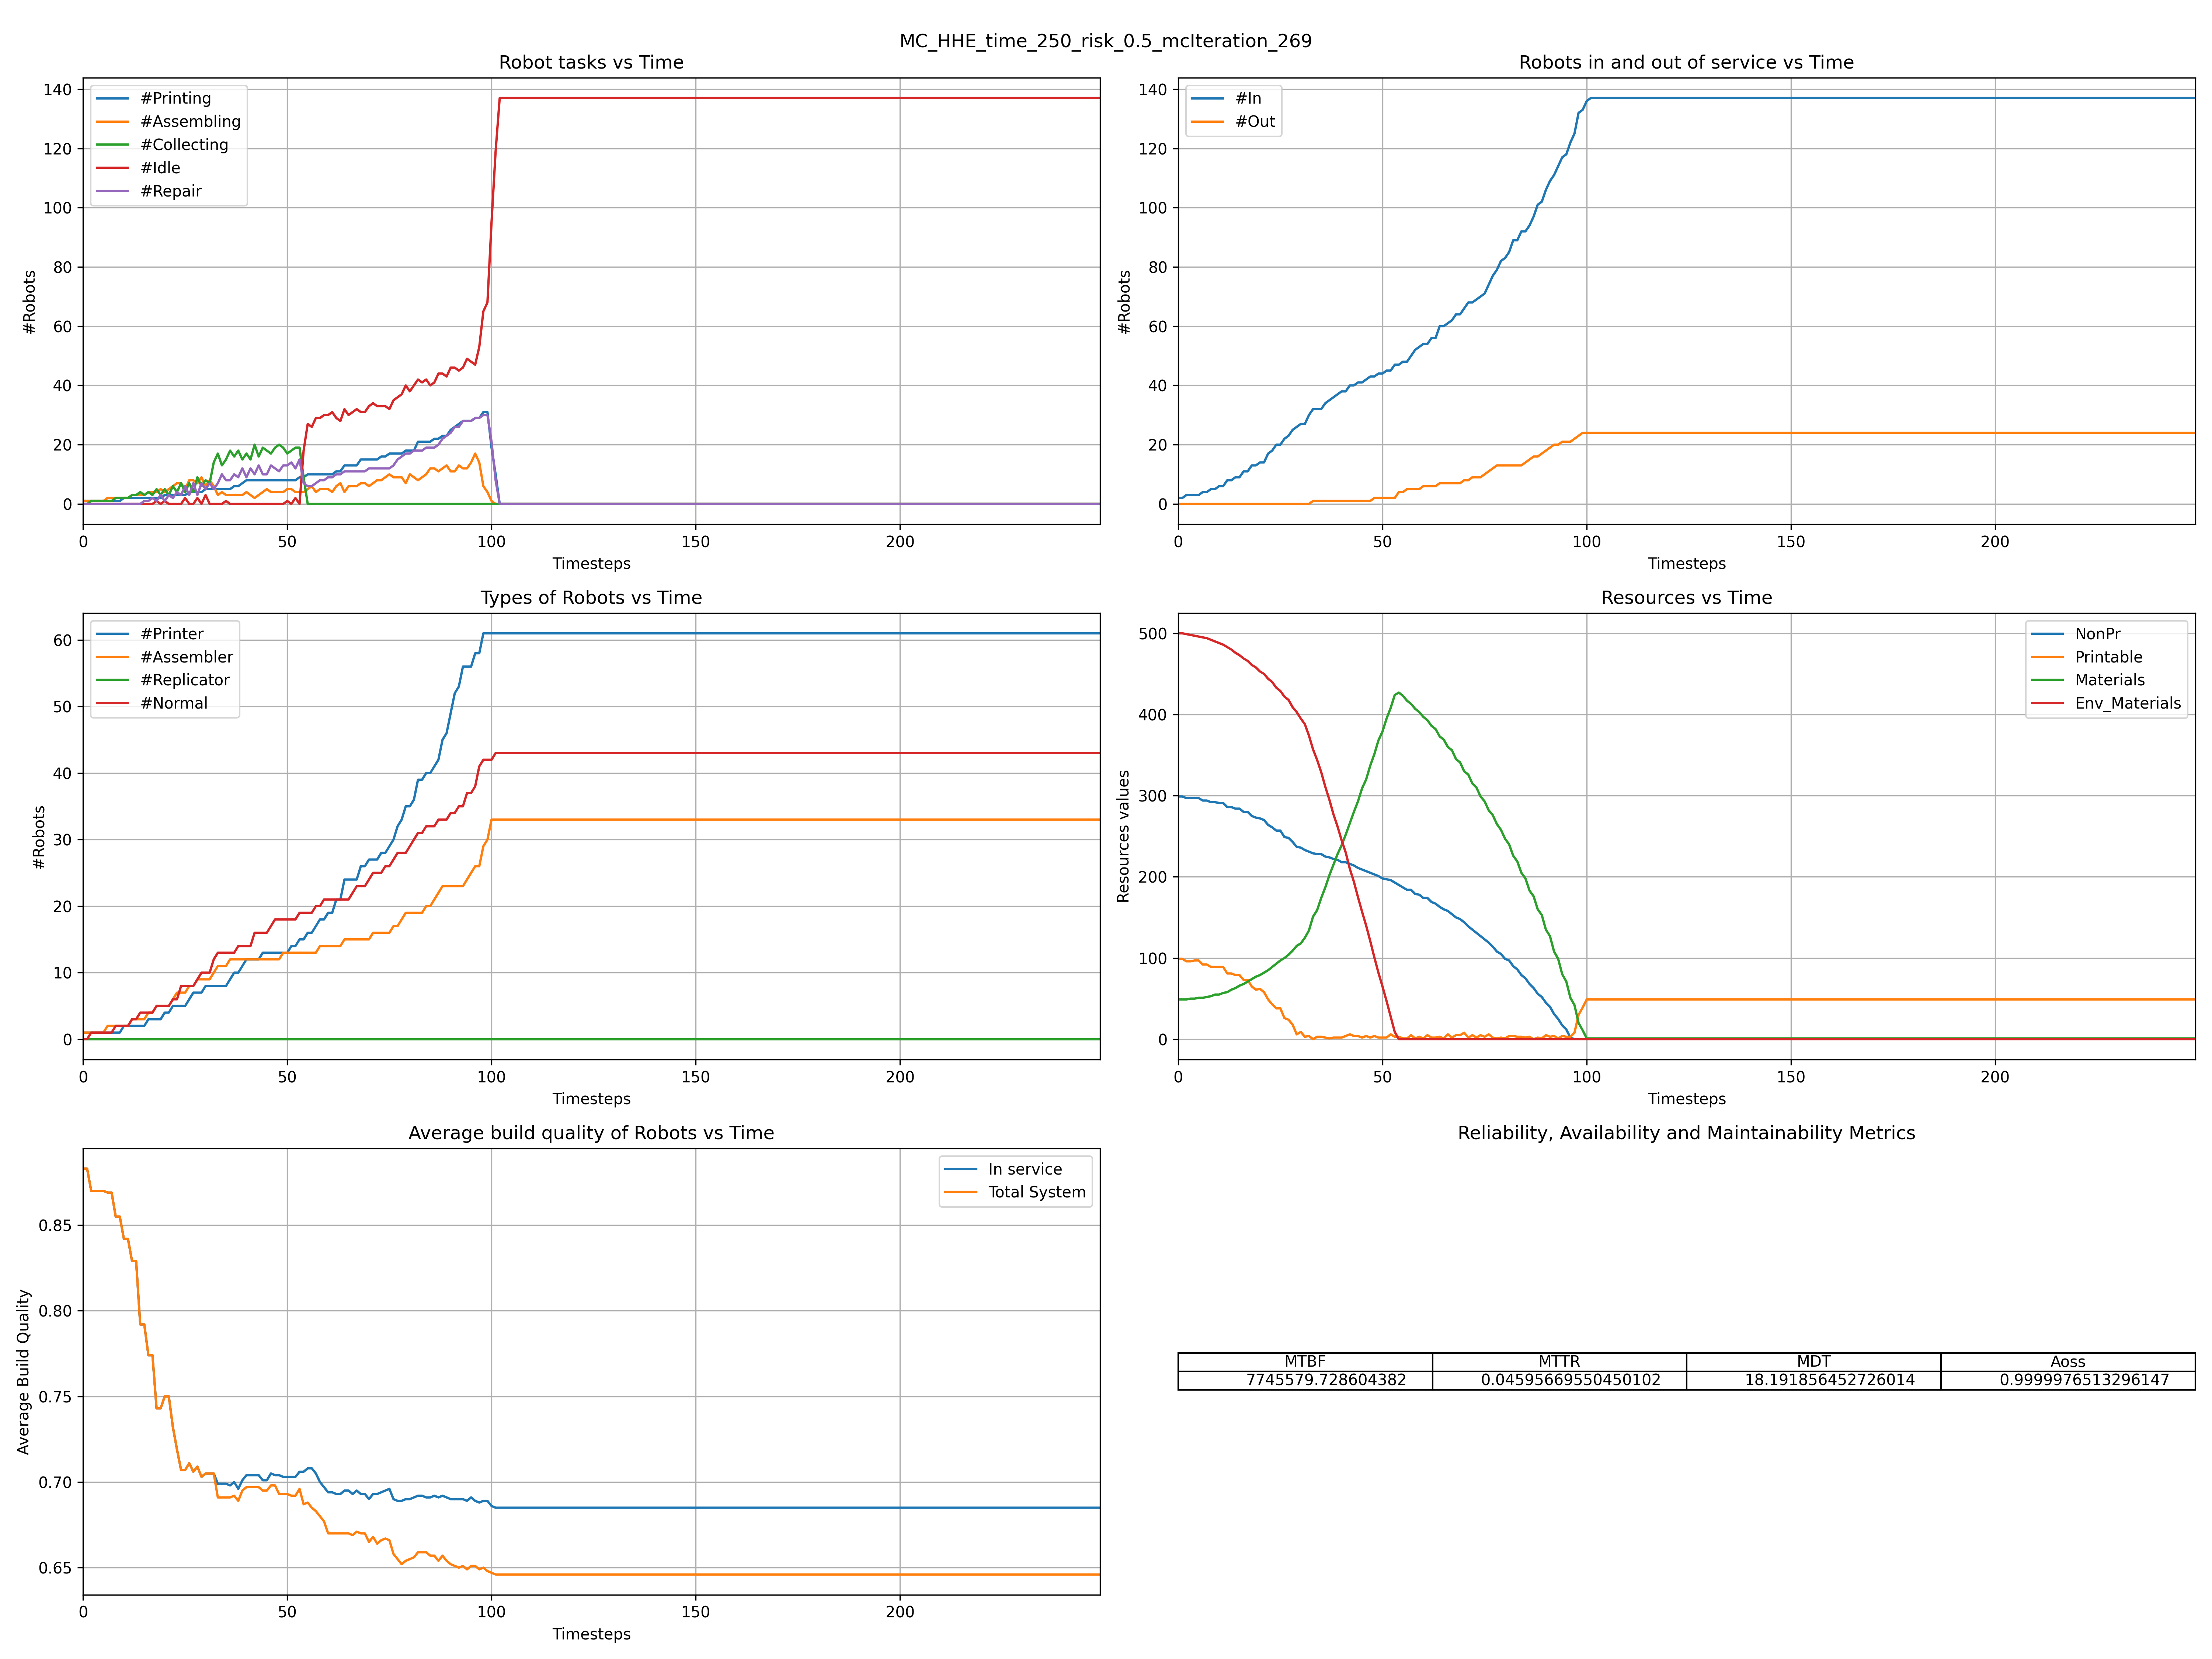 MC_HHE_time_250_risk_0.5_mcIteration_269
Robot tasks vs Time
#Robots
140
120
100
80
60
40
20
0
#Printing
#Assembling
#Collecting
#Idle
#Repair
0 50 100 150 200
Timesteps
Robots in and out of service vs Time
#Robots
140
120
100
80
60
40
20
0
#In
#Out
0 50 100 150 200
Timesteps
Types of Robots vs Time
#Robots
60
50
40
30
20
10
0
#Printer
#Assembler
#Replicator
#Normal
0 50 100 150 200
Timesteps
Resources vs Time
Resources values
500
400
300
200
100
0
NonPr
Printable
Materials
Env_Materials
0 50 100 150 200
Timesteps
Average build quality of Robots vs Time
Average Build Quality
0.85
0.80
0.75
0.70
0.65
In service
Total System
0 50 100 150 200
Timesteps
Reliability, Availability and Maintainability Metrics
MTBF MTTR MDT Aoss
7745579.728604382 0.04595669550450102 18.191856452726014 0.9999976513296147